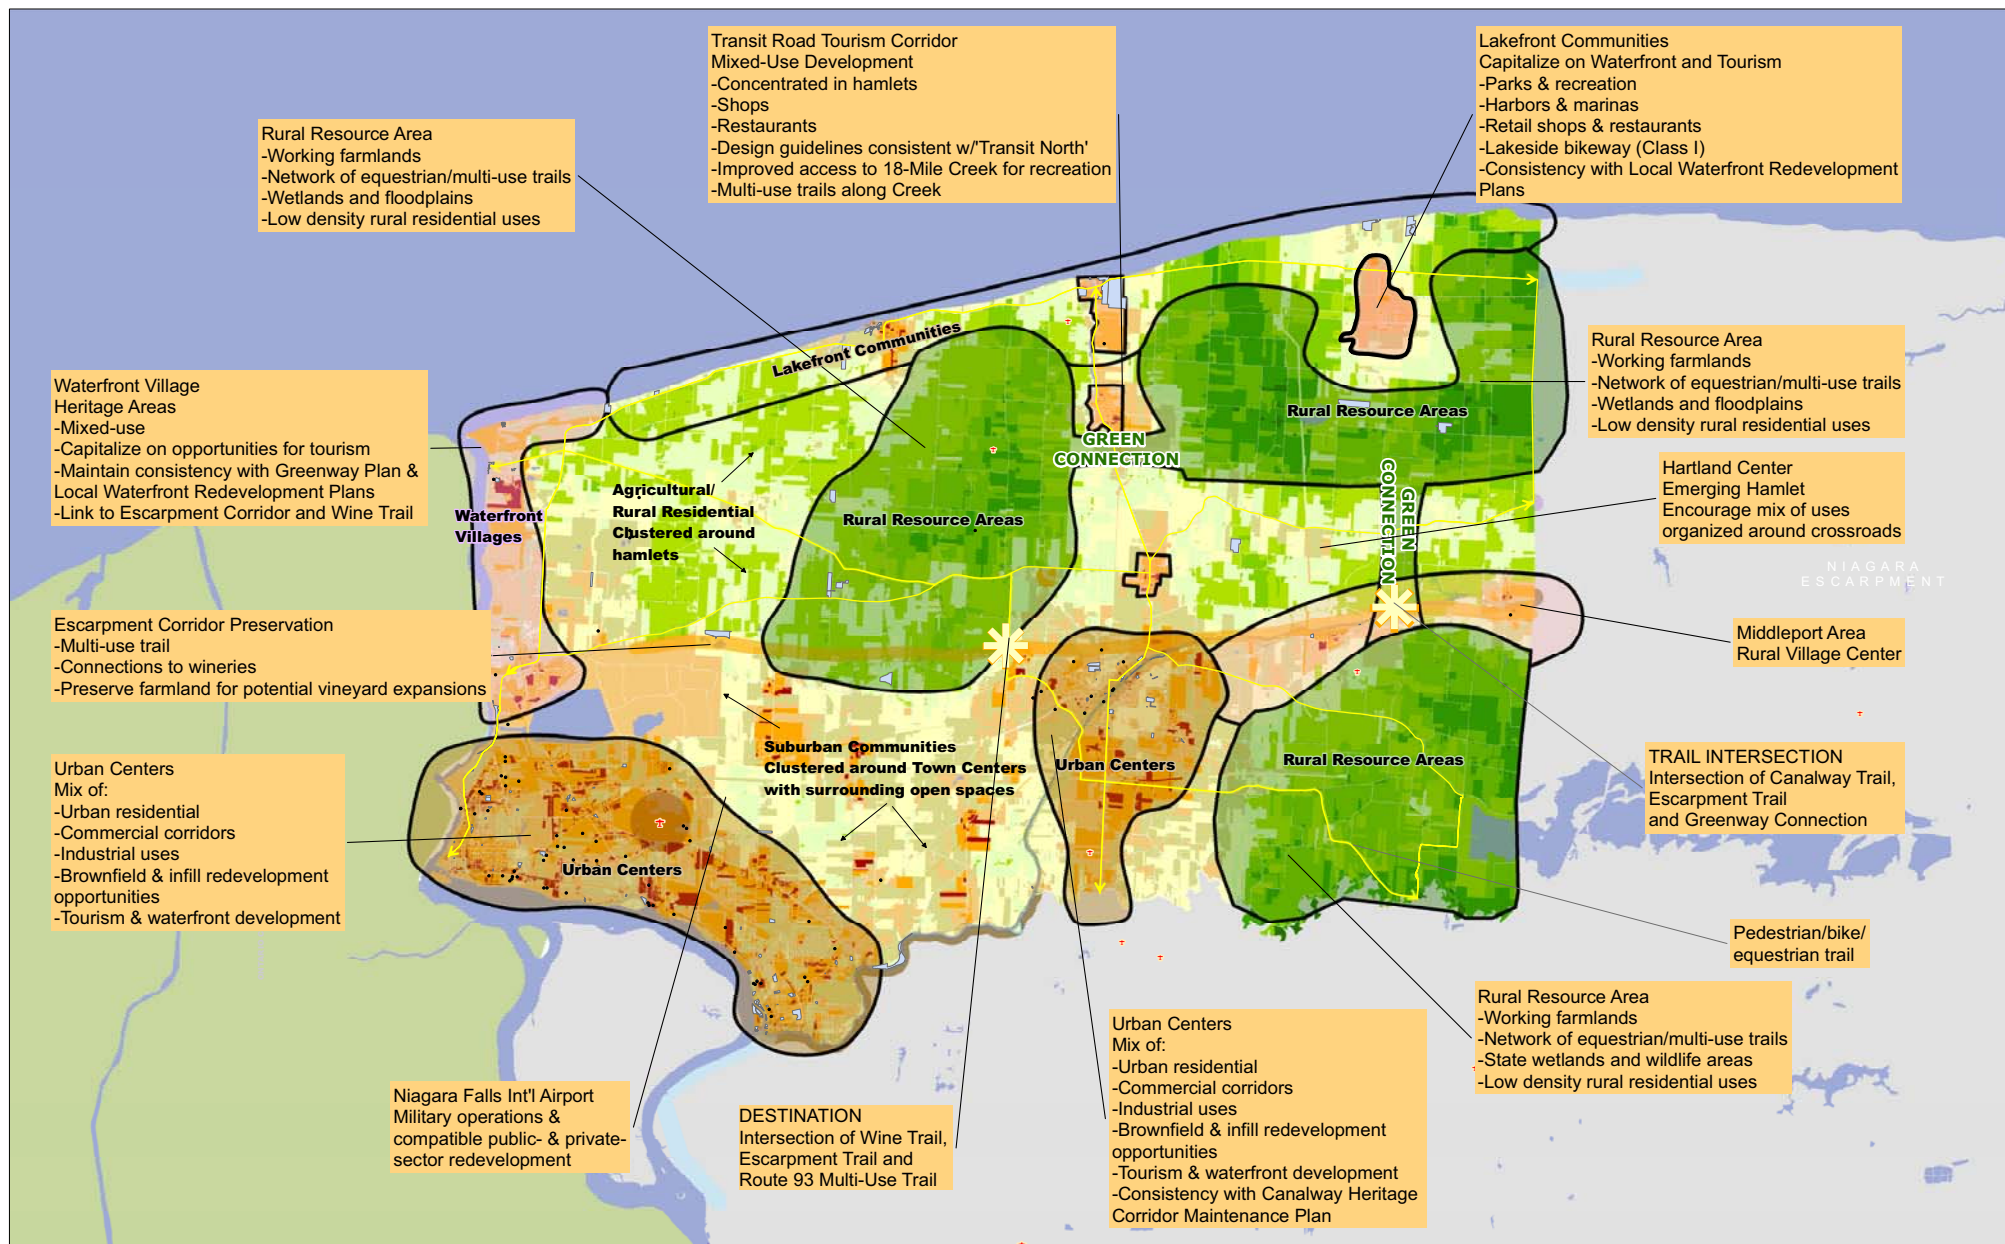 Transit Road Tourism Corridor
Mixed-Use Development
-Concentrated in hamlets
-Shops
-Restaurants
-Design guidelines consistent w/'Transit North'
-Improved access to 18-Mile Creek for recreation
-Multi-use trails along Creek
Lakefront Communities
Capitalize on Waterfront and Tourism
-Parks & recreation
-Harbors & marinas
-Retail shops & restaurants
-Lakeside bikeway (Class I)
-Consistency with Local Waterfront Redevelopment
Plans
Rural Resource Area
-Working farmlands
-Network of equestrian/multi-use trails
-Wetlands and floodplains
-Low density rural residential uses
Rural Resource Area
-Working farmlands
-Network of equestrian/multi-use trails
-Wetlands and floodplains
-Low density rural residential uses
Lakefront Communities
Waterfront Village
Heritage Areas
-Mixed-use
-Capitalize on opportunities for tourism
-Maintain consistency with Greenway Plan &
Local Waterfront Redevelopment Plans
-Link to Escarpment Corridor and Wine Trail
Rural Resource Areas
GREEN
CONNECTION
GREEN
CONNECTION
Hartland Center
Emerging Hamlet
Encourage mix of uses
organized around crossroads
Agricultural/
Rural Residential
Clustered around
hamlets
Waterfront
Villages
Rural Resource Areas
NIAGARA
ESCARPMENT
Escarpment Corridor Preservation
-Multi-use trail
-Connections to wineries
-Preserve farmland for potential vineyard expansions
Middleport Area
Rural Village Center
Suburban Communities
Clustered around Town Centers
with surrounding open spaces
Urban Centers
Rural Resource Areas
TRAIL INTERSECTION
Intersection of Canalway Trail,
Escarpment Trail
and Greenway Connection
Urban Centers
Mix of:
-Urban residential
-Commercial corridors
-Industrial uses
-Brownfield & infill redevelopment
opportunities
-Tourism & waterfront development
Urban Centers
Pedestrian/bike/
equestrian trail
Rural Resource Area
-Working farmlands
-Network of equestrian/multi-use trails
-State wetlands and wildlife areas
-Low density rural residential uses
Urban Centers
Mix of:
-Urban residential
-Commercial corridors
-Industrial uses
-Brownfield & infill redevelopment
opportunities
-Tourism & waterfront development
-Consistency with Canalway Heritage
Corridor Maintenance Plan
Niagara Falls Int'l Airport
Military operations &
compatible public- & private-
sector redevelopment
DESTINATION
Intersection of Wine Trail,
Escarpment Trail and
Route 93 Multi-Use Trail